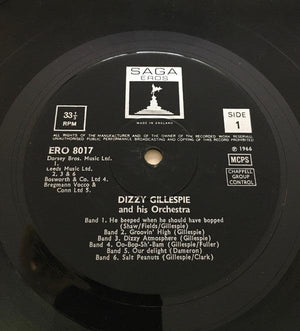 SAGA
EROS
MADE IN ENGLAND
33⅓
RPM
SIDE
1
ALL RIGHTS OF THE MANUFACTURER AND OF THE OWNER OF THE RECORDED WORK RESERVED
UNAUTHORISED PUBLIC PERFORMANCE BROADCASTING AND COPYING OF THIS RECORD PROHIBITED
ERO 8017
Dorsey Bros. Music Ltd.
1.
Leeds Music Ltd.
2, 3 & 6
Bosworth & Co. Ltd 4
Bregmann Vocco &
Conn Ltd 5.
℗ 1966
MCPS
CHAPPELL GROUP
CONTROL
DIZZY GILLESPIE
and his Orchestra
Band 1. He beeped when he should have bopped
(Shaw/Fields/Gillespie)
Band 2. Groovin' High (Gillespie)
Band 3. Dizzy Atmosphere (Gillespie)
Band 4. Oo-Bop-Sh'-Bam (Gillespie/Fuller)
Band 5. Our delight (Dameron)
Band 6. Salt Peanuts (Gillespie/Clark)